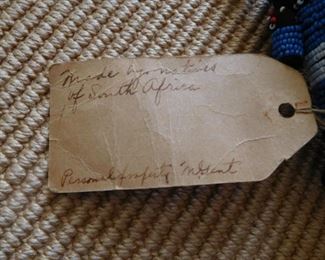 Made by natives
of South Africa
Personal property